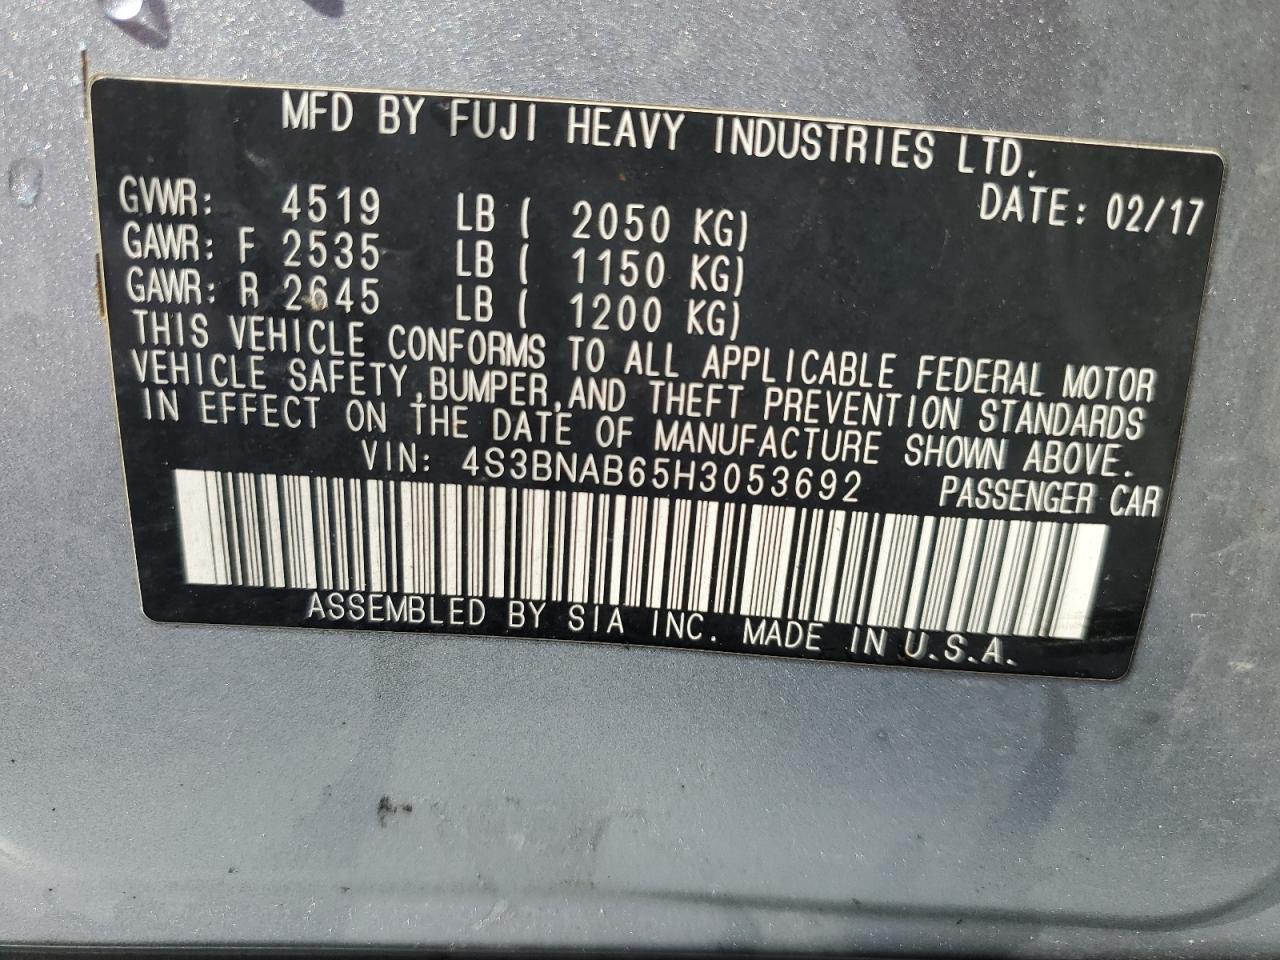 MFD BY FUJI HEAVY INDUSTRIES LTD.
DATE: 02/17
GVWR: 4519 LB ( 2050 KG)
GAWR: F 2535 LB ( 1150 KG)
GAWR: R 2645 LB ( 1200 KG)
THIS VEHICLE CONFORMS TO ALL APPLICABLE FEDERAL MOTOR
VEHICLE SAFETY,BUMPER,AND THEFT PREVENTION STANDARDS
IN EFFECT ON THE DATE OF MANUFACTURE SHOWN ABOVE.
VIN: 4S3BNAB65H3053692 PASSENGER CAR
ASSEMBLED BY SIA INC. MADE IN U.S.A.